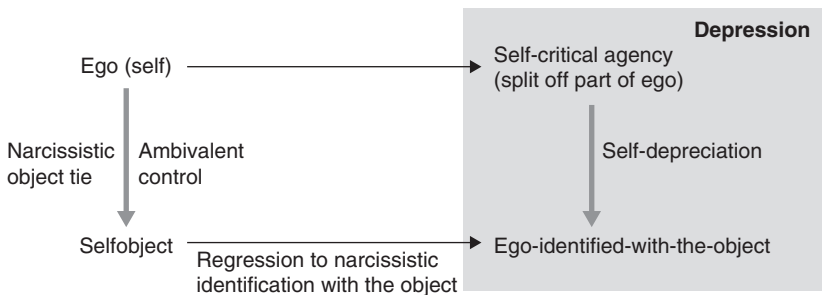 Depression
Ego (self)
Self-critical agency
(split off part of ego)
Narcissistic
object tie
Ambivalent
control
Self-depreciation
Selfobject
Regression to narcissistic
identification with the object
Ego-identified-with-the-object